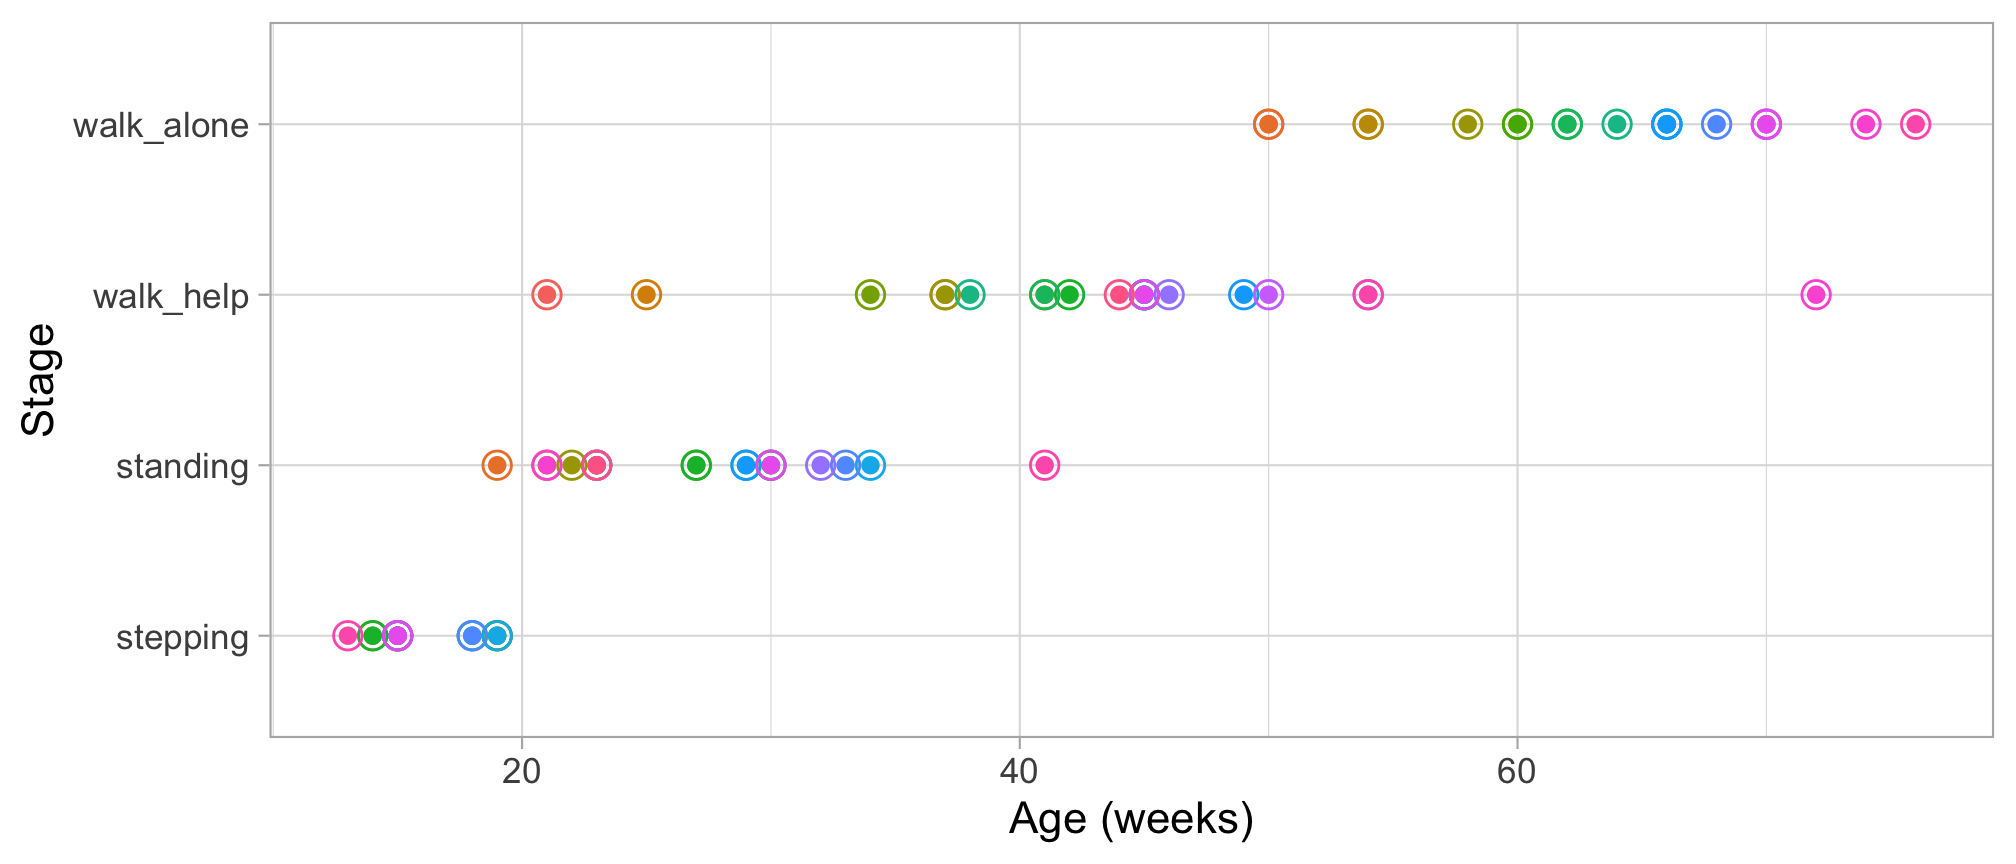 walk_alone
walk_help
standing
stepping
Stage
20 40 60
Age (weeks)